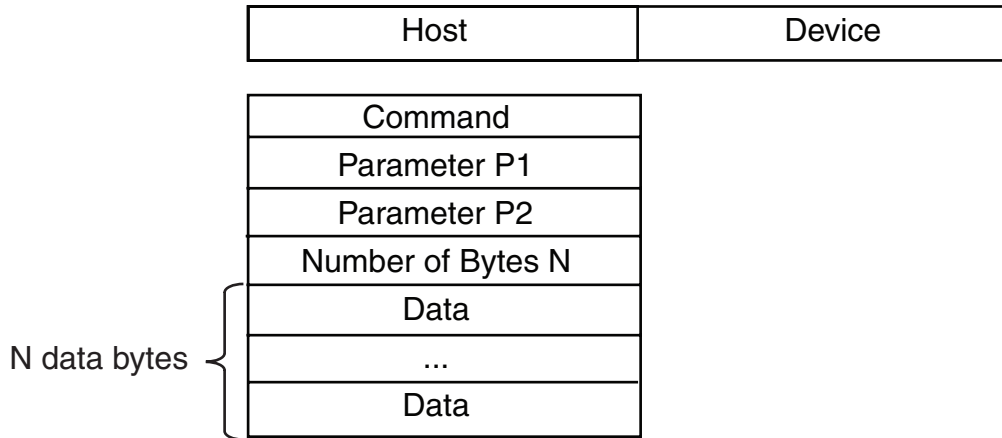 Host Device
Command
Parameter P1
Parameter P2
Number of Bytes N
Data
N data bytes
...
Data